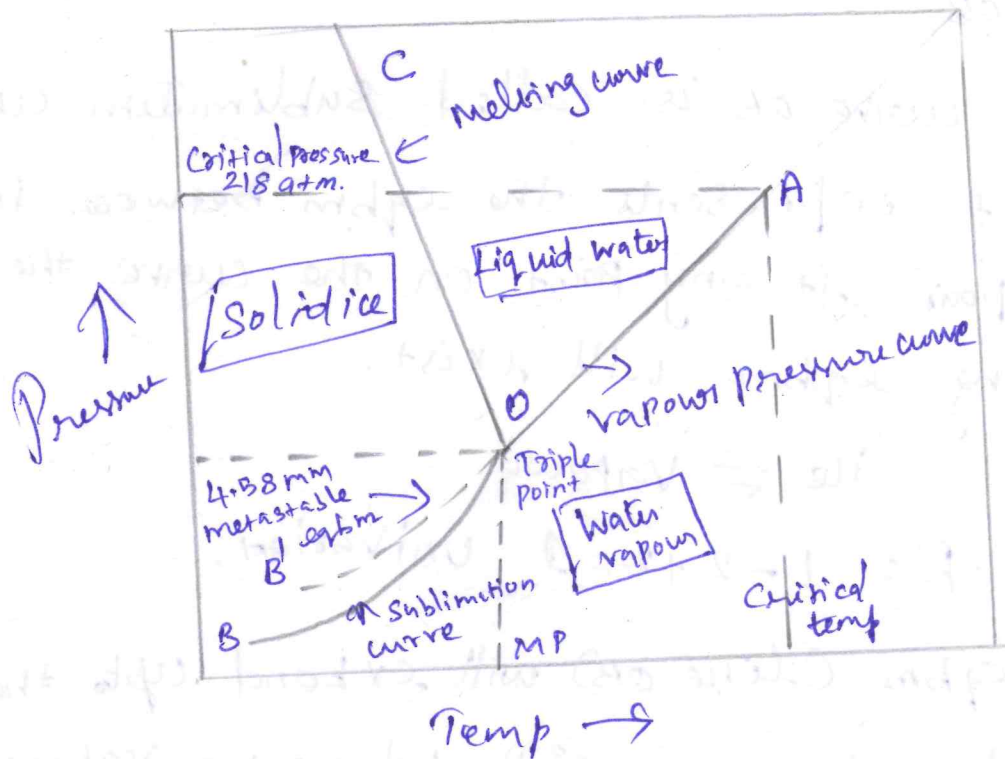 C
Melting curve
Critical pressure
218 atm.
A
Liquid water
Solid ice
Pressure
O
vapour pressure curve
Triple
point
4.58 mm
metastable
eqbm
B'
Water
vapour
B
sublimation
curve
MP
Critical
temp
Temp